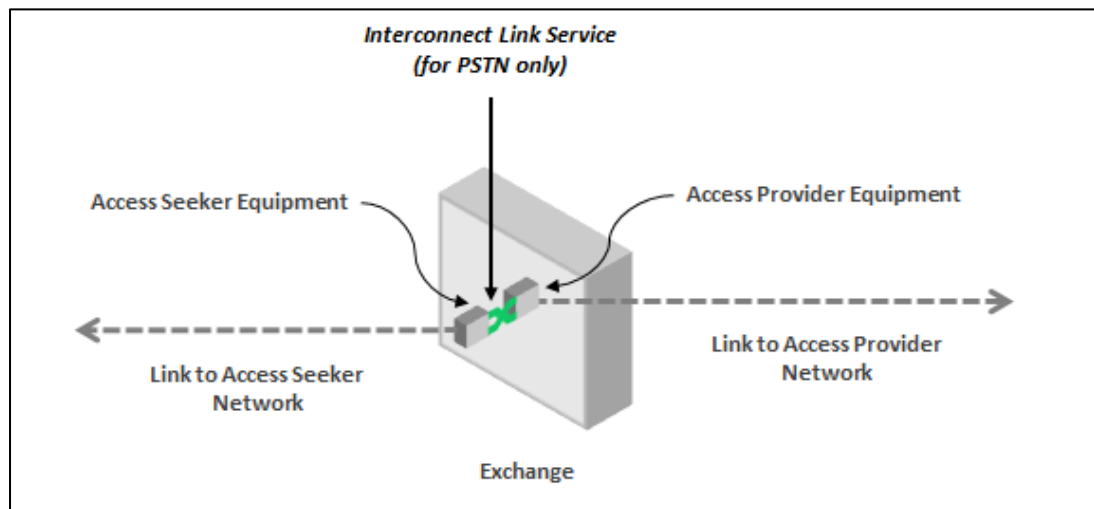 Interconnect Link Service
(for PSTN only)
Access Seeker Equipment
Access Provider Equipment
Link to Access Seeker
Network
Link to Access Provider
Network
Exchange